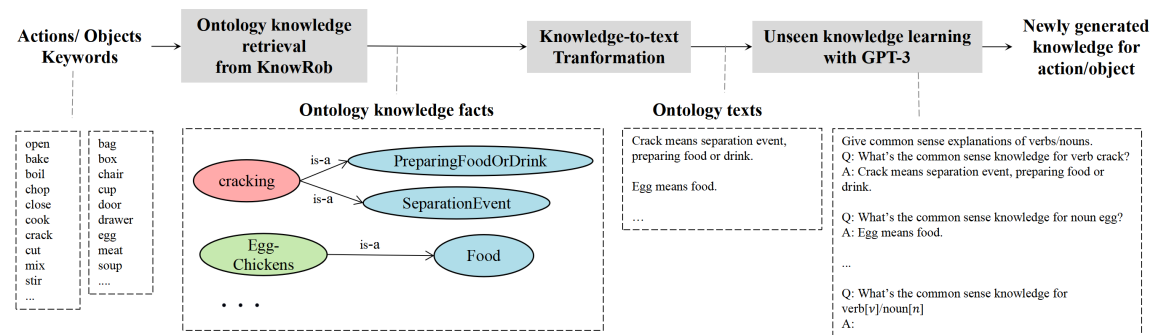 Actions/ Objects
Keywords
Ontology knowledge
retrieval
from KnowRob
Knowledge-to-text
Tranformation
Unseen knowledge learning
with GPT-3
Newly generated
knowledge for
action/object
open
bake
boil
chop
close
cook
crack
cut
mix
stir
...
bag
box
chair
cup
door
drawer
egg
meat
soup
....
Ontology knowledge facts
cracking
is-a
PreparingFoodOrDrink
is-a
SeparationEvent
Egg-
Chickens
is-a
Food
. . .
Ontology texts
Crack means separation event,
preparing food or drink.
Egg means food.
...
Give common sense explanations of verbs/nouns.
Q: What's the common sense knowledge for verb crack?
A: Crack means separation event, preparing food or
drink.
Q: What's the common sense knowledge for noun egg?
A: Egg means food.
...
Q: What's the common sense knowledge for
verb[v]/noun[n]
A: